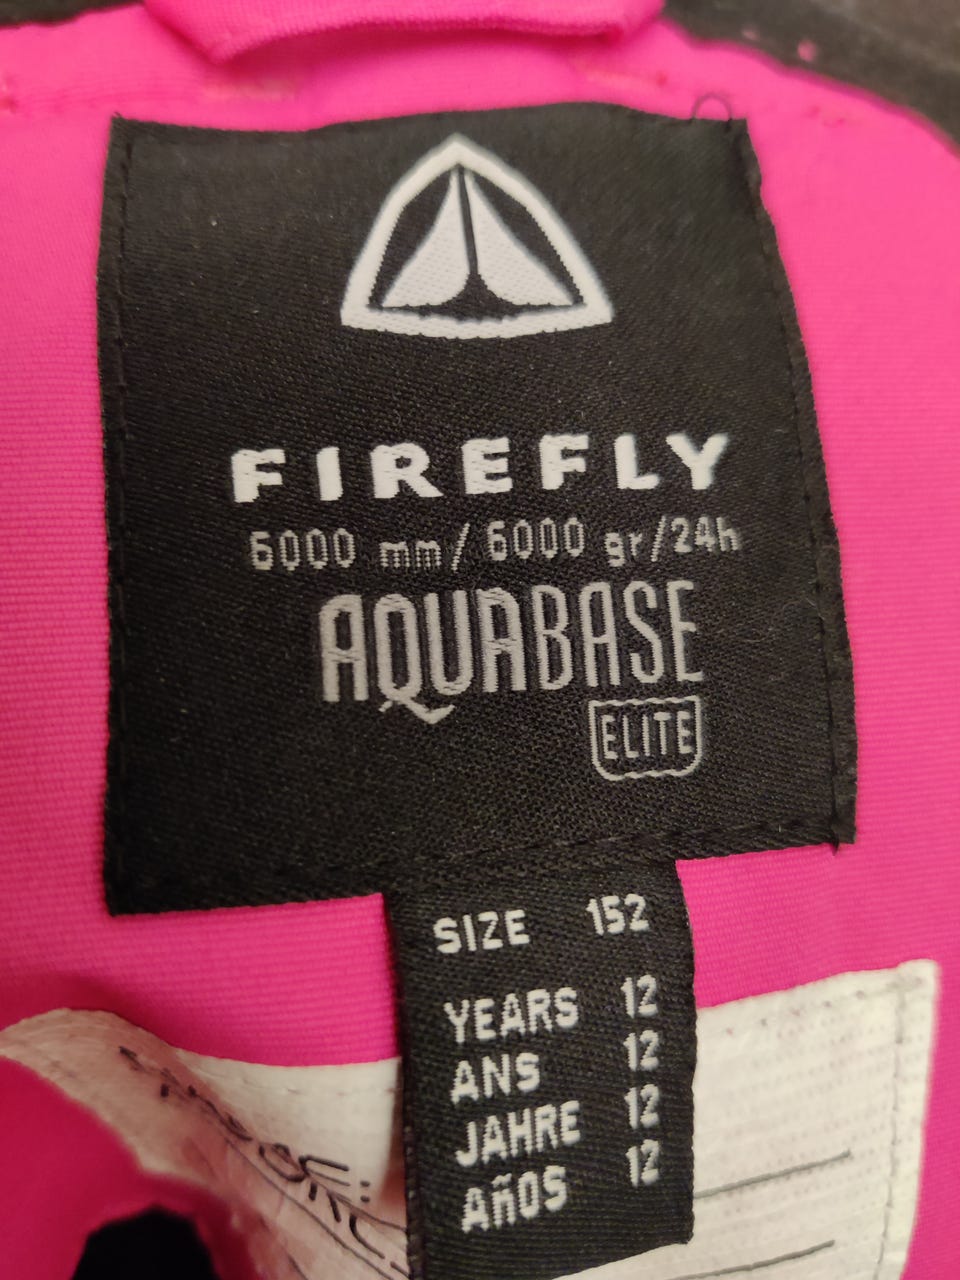 FIREFLY
6000 mm/6000 gr/24h
AQUABASE
ELITE
SIZE 152
YEARS 12
ANS 12
JAHRE 12
AÑOS 12